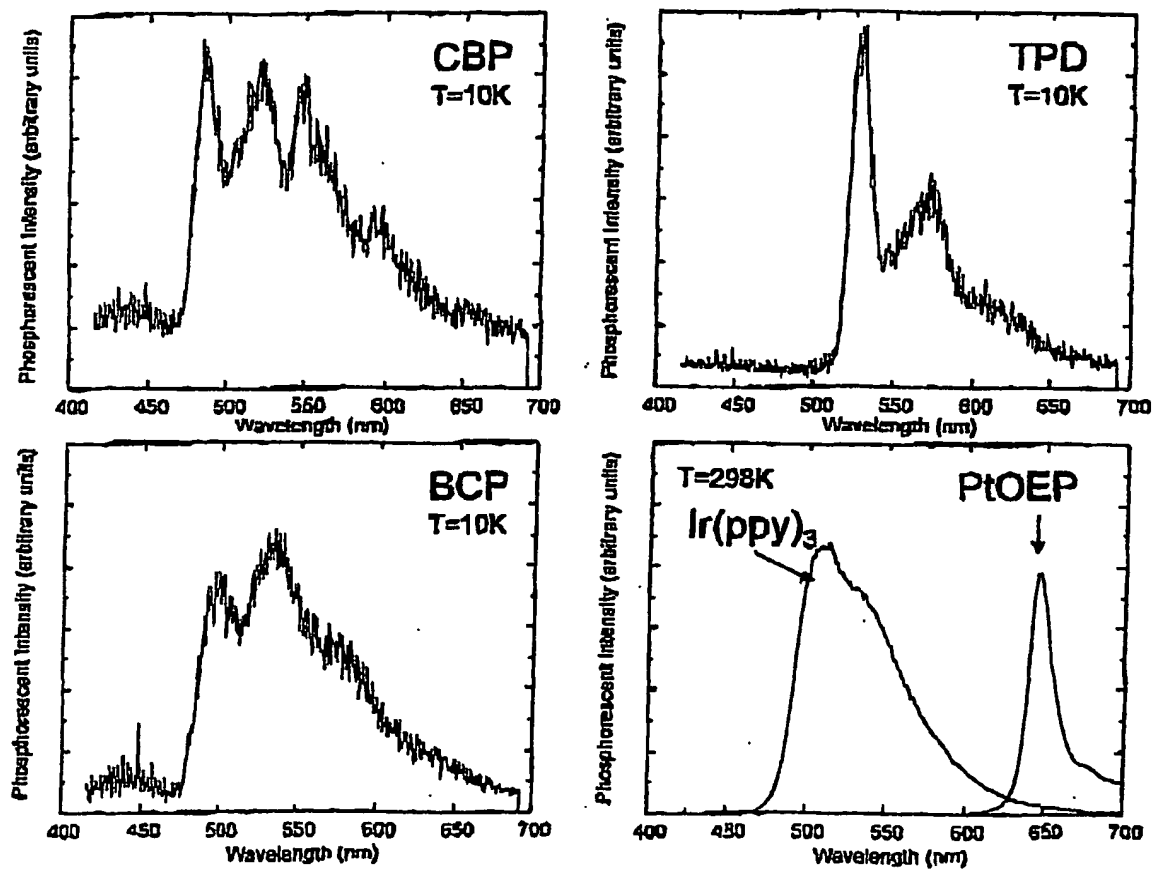 Phosphorescent Intensity (arbitrary units)
CBP
T=10K
400 450 500 550 600 650 700
Wavelength (nm)
Phosphorescent Intensity (arbitrary units)
TPD
T=10K
400 450 500 550 600 650 700
Wavelength (nm)
Phosphorescent Intensity (arbitrary units)
BCP
T=10K
400 450 500 550 600 650 700
Wavelength (nm)
Phosphorescent Intensity (arbitrary units)
T=298K
PtOEP
Ir(ppy)₃
400 450 500 550 600 650 700
Wavelength (nm)